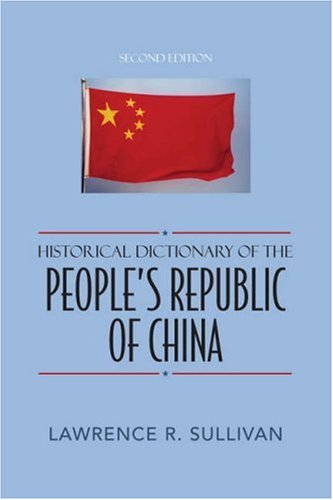 SECOND EDITION
HISTORICAL DICTIONARY OF THE
PEOPLE'S REPUBLIC
OF CHINA
LAWRENCE R. SULLIVAN